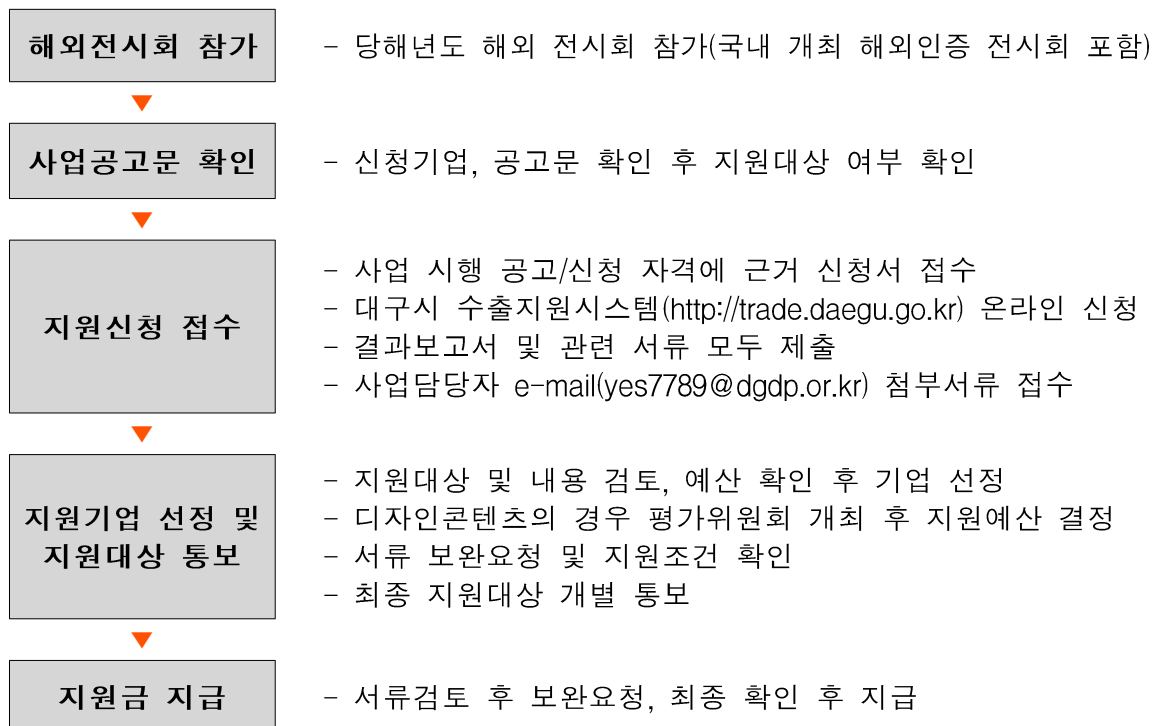 해외전시회 참가
- 당해년도 해외 전시회 참가(국내 개최 해외인증 전시회 포함)
사업공고문 확인
- 신청기업, 공고문 확인 후 지원대상 여부 확인
지원신청 접수
- 사업 시행 공고/신청 자격에 근거 신청서 접수
- 대구시 수출지원시스템(http://trade.daegu.go.kr) 온라인 신청
- 결과보고서 및 관련 서류 모두 제출
- 사업담당자 e-mail(yes7789@dgdp.or.kr) 첨부서류 접수
지원기업 선정 및
지원대상 통보
- 지원대상 및 내용 검토, 예산 확인 후 기업 선정
- 디자인콘텐츠의 경우 평가위원회 개최 후 지원예산 결정
- 서류 보완요청 및 지원조건 확인
- 최종 지원대상 개별 통보
지원금 지급
- 서류검토 후 보완요청, 최종 확인 후 지급